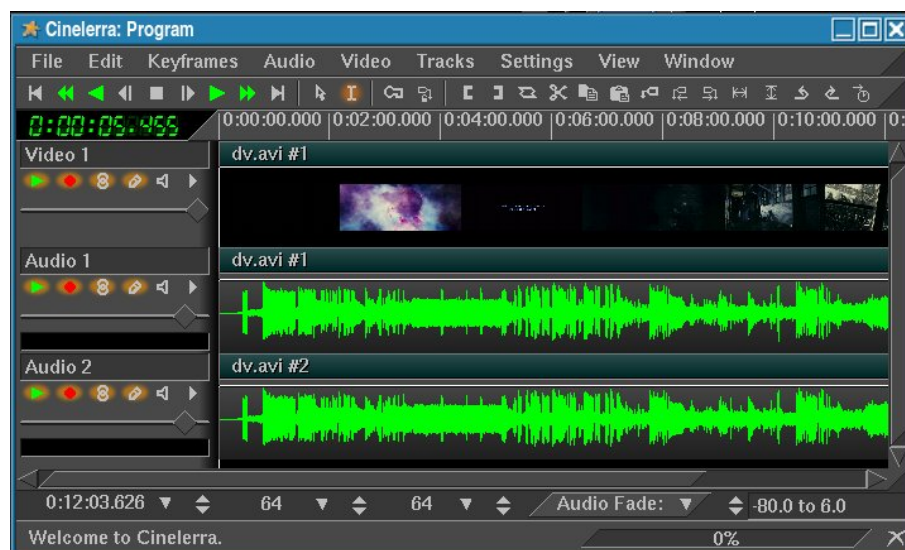 Cinelerra: Program
File Edit Keyframes Audio Video Tracks Settings View Window
0:00:05.455 0:00:00.000 0:02:00.000 0:04:00.000 0:06:00.000 0:08:00.000 0:10:00.000 0:
Video 1 dv.avi #1
Audio 1 dv.avi #1
Audio 2 dv.avi #2
0:12:03.626 64 64 Audio Fade: -80.0 to 6.0
Welcome to Cinelerra. 0%